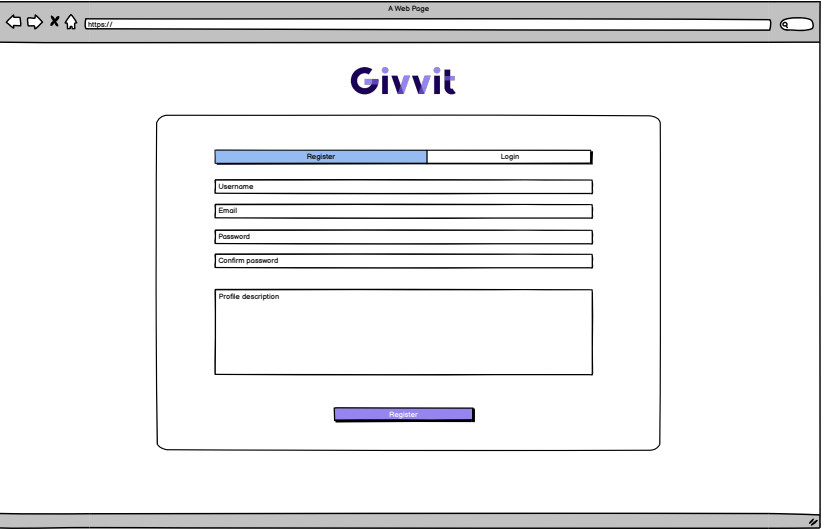 A Web Page
https://
Givvit
Register
Login
Username
Email
Password
Confirm password
Profile description
Register